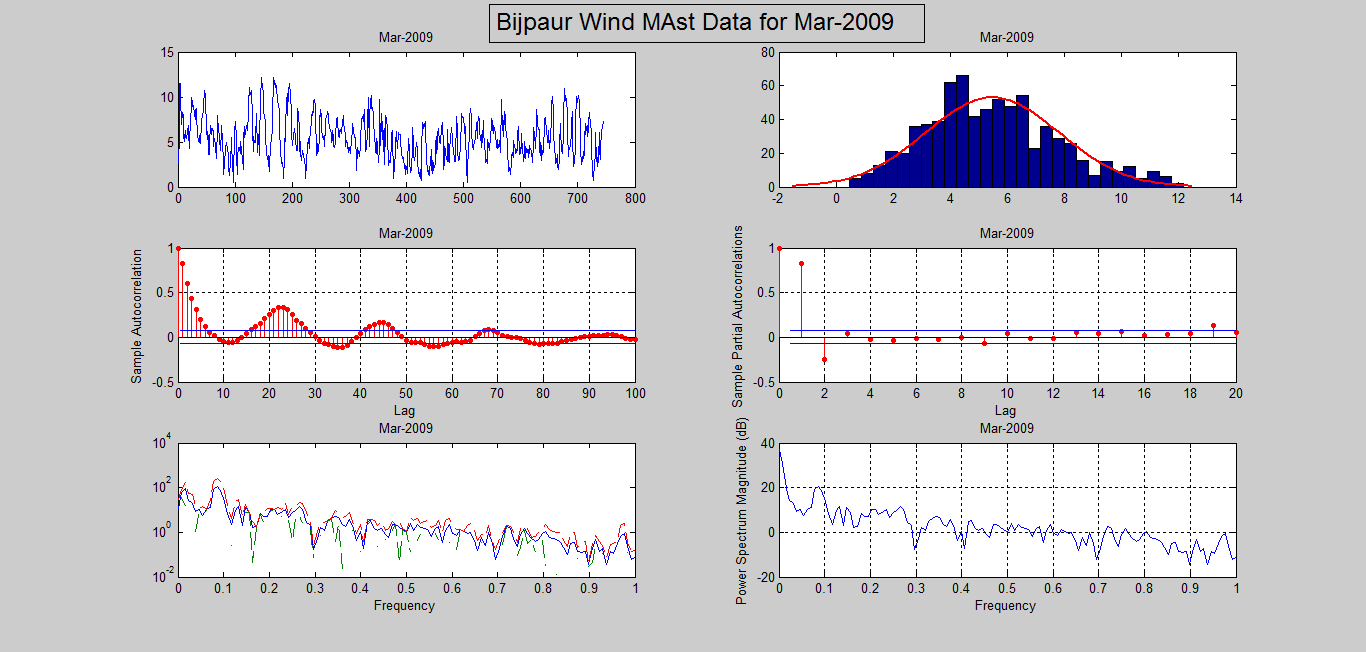 Bijpaur Wind MAst Data for Mar-2009
Mar-2009
15
10
5
0
0 100 200 300 400 500 600 700 800
Mar-2009
80
60
40
20
0
-2 0 2 4 6 8 10 12 14
Mar-2009
Sample Autocorrelation
1
0.5
0
-0.5
0 10 20 30 40 50 60 70 80 90 100
Lag
Mar-2009
Sample Partial Autocorrelations
1
0.5
0
-0.5
0 2 4 6 8 10 12 14 16 18 20
Lag
Mar-2009
10^4
10^2
10^0
10^-2
0 0.1 0.2 0.3 0.4 0.5 0.6 0.7 0.8 0.9 1
Frequency
Mar-2009
Power Spectrum Magnitude (dB)
40
20
0
-20
0 0.1 0.2 0.3 0.4 0.5 0.6 0.7 0.8 0.9 1
Frequency